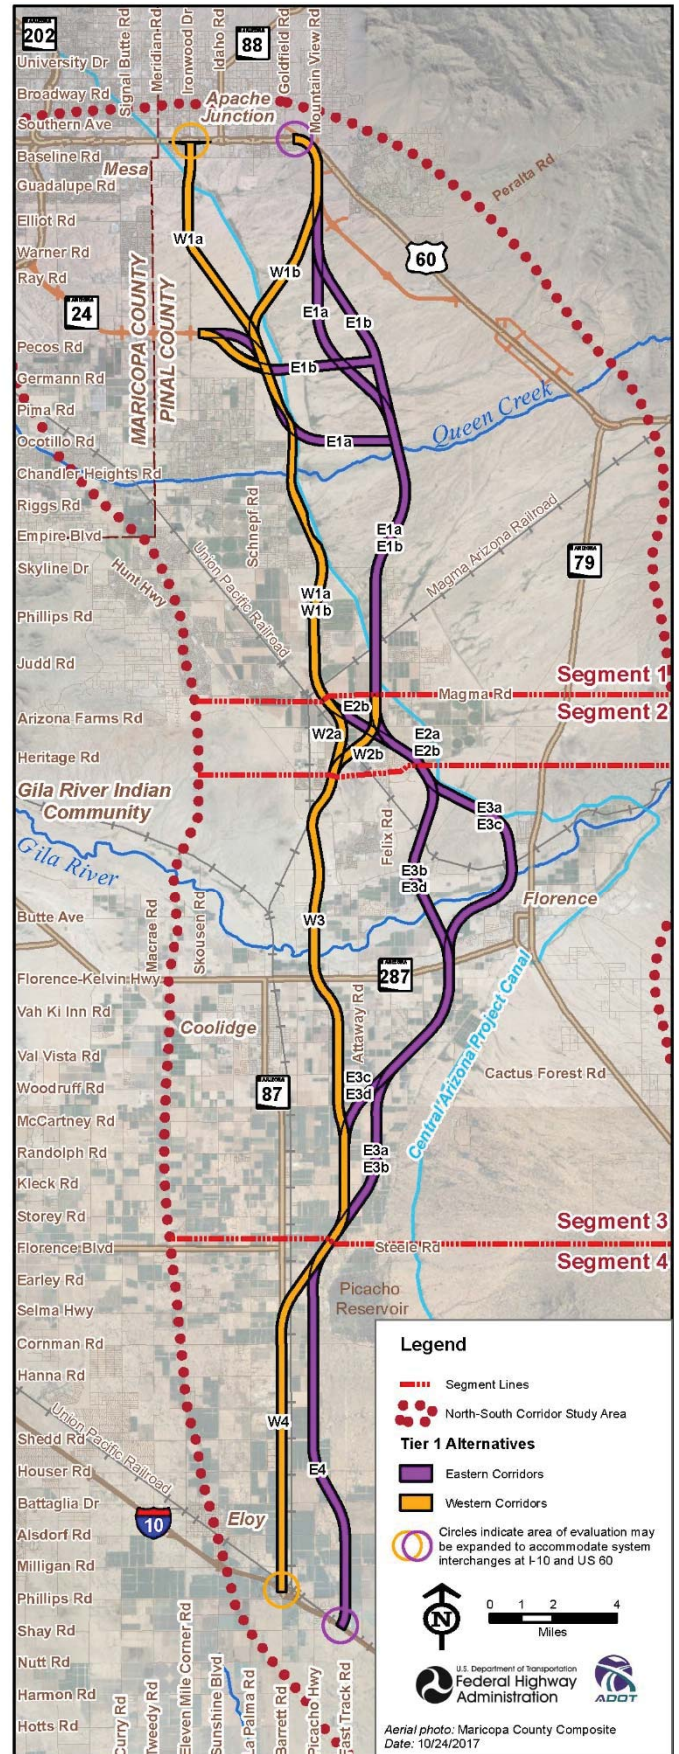 ARIZONA
202
University Dr
Broadway Rd
Southern Ave
Baseline Rd
Guadalupe Rd
Elliot Rd
Warner Rd
Ray Rd
ARIZONA
24
Pecos Rd
Germann Rd
Pima Rd
Ocotillo Rd
Chandler Heights Rd
Riggs Rd
Empire Blvd
Skyline Dr
Phillips Rd
Judd Rd
Arizona Farms Rd
Heritage Rd
Gila River Indian
Community
Gila River
Butte Ave
Florence-Kelvin Hwy
Vah Ki Inn Rd
Val Vista Rd
Woodruff Rd
McCartney Rd
Randolph Rd
Kleck Rd
Storey Rd
Florence Blvd
Earley Rd
Selma Hwy
Cornman Rd
Hanna Rd
Shedd Rd
Houser Rd
Battaglia Dr
Alsdorf Rd
Milligan Rd
Phillips Rd
Shay Rd
Nutt Rd
Harmon Rd
Hotts Rd
Signal Butte Rd
Meridian Rd
Ironwood Dr
Idaho Rd
ARIZONA
88
Goldfield Rd
Mountain View Rd
Apache
Junction
Mesa
Peralta Rd
60
MARICOPA COUNTY
PINAL COUNTY
W1a
W1b
E1a
E1b
E1b
E1a
Queen Creek
Schnepf Rd
Hunt Hwy
Union Pacific Railroad
E1a
E1b
Magma Arizona Railroad
ARIZONA
79
W1a
W1b
Segment 1
Magma Rd
Segment 2
E2b
W2a
W2b
E2a
E2b
Felix Rd
E3a
E3c
E3b
E3d
Florence
Macrae Rd
Skousen Rd
W3
ARIZONA
287
Coolidge
Attaway Rd
Central Arizona Project Canal
Cactus Forest Rd
ARIZONA
87
E3c
E3d
E3a
E3b
Segment 3
Steele Rd
Segment 4
Picacho
Reservoir
W4
E4
Union Pacific Railroad
10
Eloy
Curry Rd
Tweedy Rd
Eleven Mile Corner Rd
Sunshine Blvd
La Palma Rd
Barrett Rd
Picacho Hwy
East Track Rd
Legend
Segment Lines
North-South Corridor Study Area
Tier 1 Alternatives
Eastern Corridors
Western Corridors
Circles indicate area of evaluation may
be expanded to accommodate system
interchanges at I-10 and US 60
N
0 1 2 4
Miles
U.S. Department of Transportation
Federal Highway
Administration
ADOT
Aerial photo: Maricopa County Composite
Date: 10/24/2017